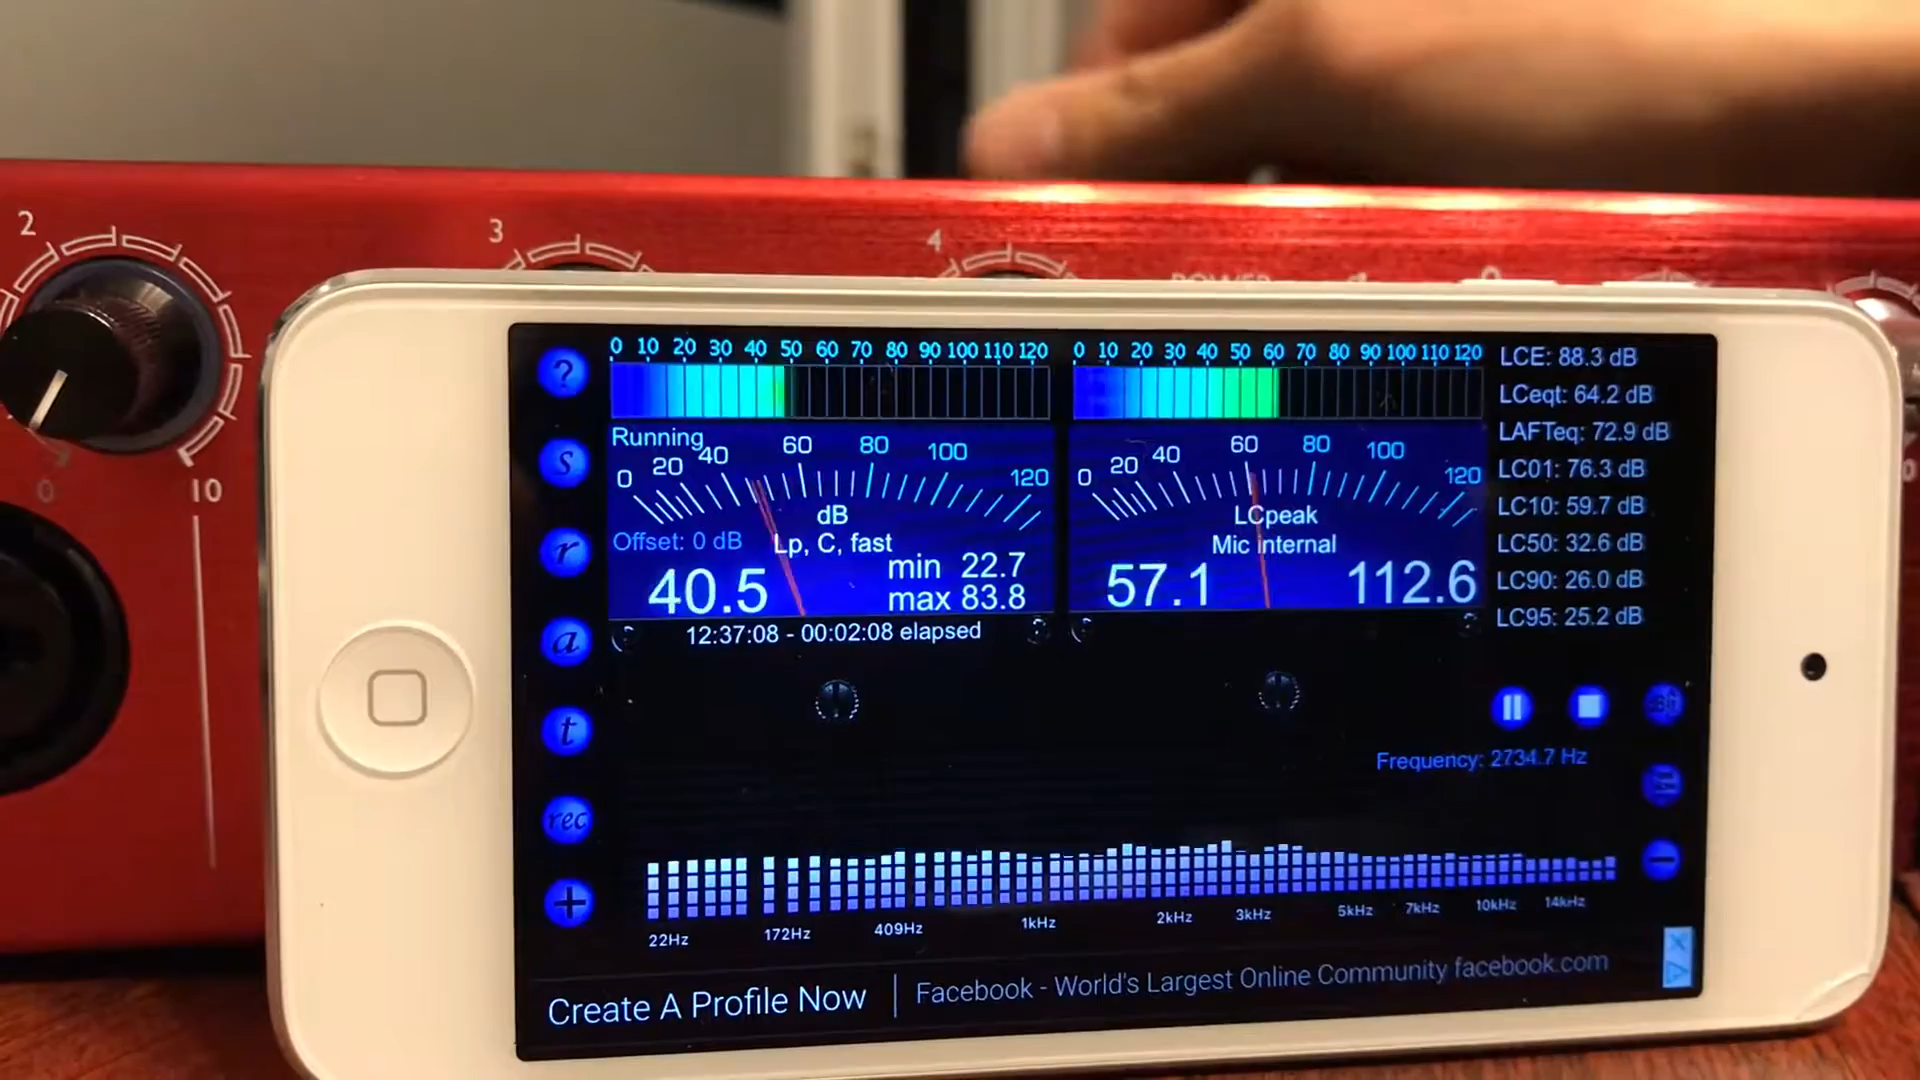 2
3
4
POWER
0
10
?
s
r
a
t
rec
+
0 10 20 30 40 50 60 70 80 90 100 110 120
Running
0 20 40 60 80 100 120
dB
Offset: 0 dB
Lp, C, fast
40.5
min 22.7
max 83.8
12:37:08 - 00:02:08 elapsed
0 10 20 30 40 50 60 70 80 90 100 110 120
0 20 40 60 80 100 120
LCpeak
Mic internal
57.1
112.6
LCE: 88.3 dB
LCeqt: 64.2 dB
LAFTeq: 72.9 dB
LC01: 76.3 dB
LC10: 59.7 dB
LC50: 32.6 dB
LC90: 26.0 dB
LC95: 25.2 dB
Frequency: 2734.7 Hz
22Hz 172Hz 409Hz 1kHz 2kHz 3kHz 5kHz 7kHz 10kHz 14kHz
Create A Profile Now
Facebook - World's Largest Online Community facebook.com